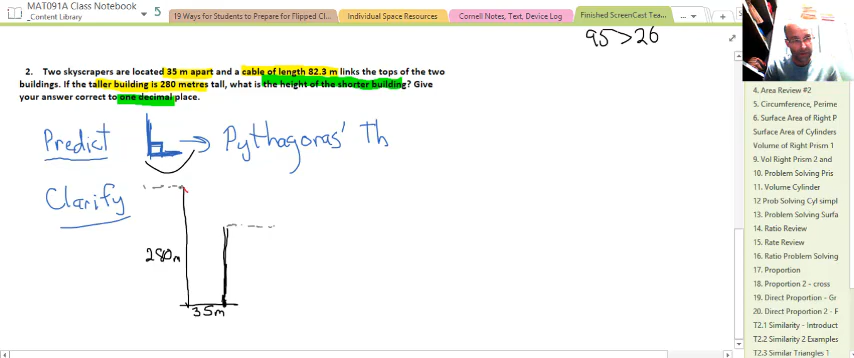 MAT091A Class Notebook
_Content Library
5
19 Ways for Students to Prepare for Flipped Cl...
Individual Space Resources
Cornell Notes, Text, Device Log
Finished ScreenCast Tea...
...
+
95 > 26
2. Two skyscrapers are located 35 m apart and a cable of length 82.3 m links the tops of the two
buildings. If the taller building is 280 metres tall, what is the height of the shorter building? Give
your answer correct to one decimal place.
Predict → Pythagoras' Th
Clarify
280m
35m
4. Area Review #2
5. Circumference, Perime
6. Surface Area of Right P
Surface Area of Cylinders
Volume of Right Prism 1
9. Vol Right Prism 2 and
10. Problem Solving Pris
11. Volume Cylinder
12 Prob Solving Cyl simpl
13. Problem Solving Surfa
14. Ratio Review
15. Rate Review
16. Ratio Problem Solving
17. Proportion
18. Proportion 2 - cross
19. Direct Proportion - Gr
20. Direct Proportion 2 - F
T2.1 Similarity - Introduct
T2.2 Similarity 2 Examples
T2.3 Similar Triangles 1